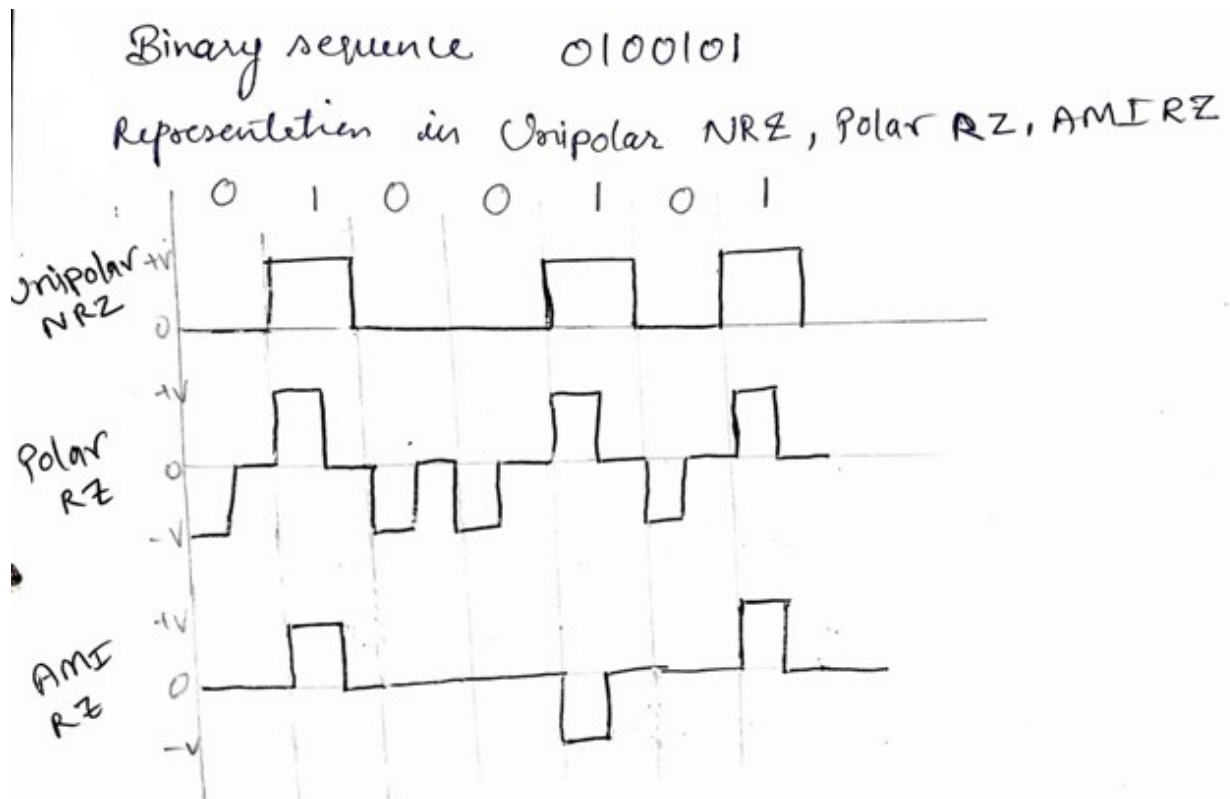 Binary sequence 0100101
Representation in Unipolar NRZ, Polar RZ, AMI RZ
0 1 0 0 1 0 1
Unipolar +V
NRZ
0
+V
Polar
0
RZ
-V
+V
AMI
0
RZ
-V